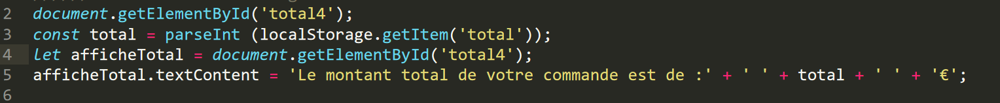 2 document.getElementById('total4');
3 const total = parseInt (localStorage.getItem('total'));
4 let afficheTotal = document.getElementById('total4');
5 afficheTotal.textContent = 'Le montant total de votre commande est de :' + ' ' + total + ' ' + '€';
6